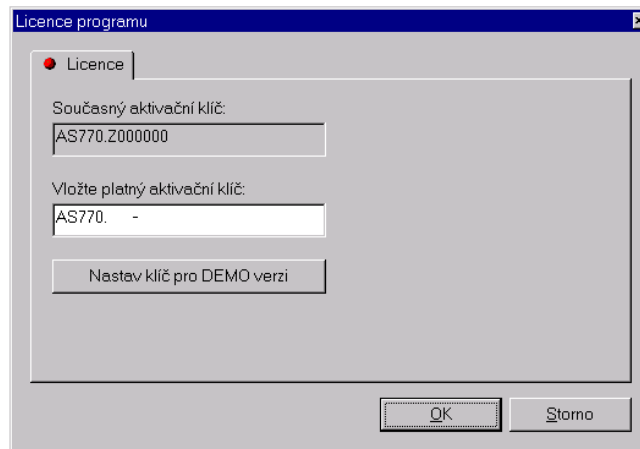 Licence programu
Licence
Současný aktivační klíč:
AS770.Z000000
Vložte platný aktivační klíč:
AS770.     -
Nastav klíč pro DEMO verzi
OK
Storno